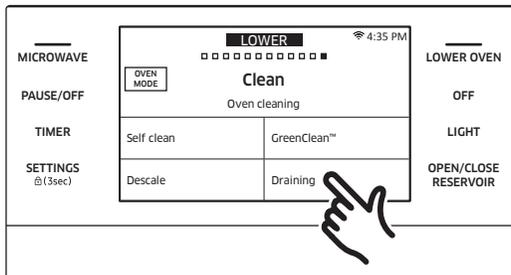 MICROWAVE
PAUSE/OFF
TIMER
SETTINGS
(3sec)
LOWER
4:35 PM
OVEN
MODE
Clean
Oven cleaning
Self clean
GreenClean™
Descale
Draining
LOWER OVEN
OFF
LIGHT
OPEN/CLOSE
RESERVOIR